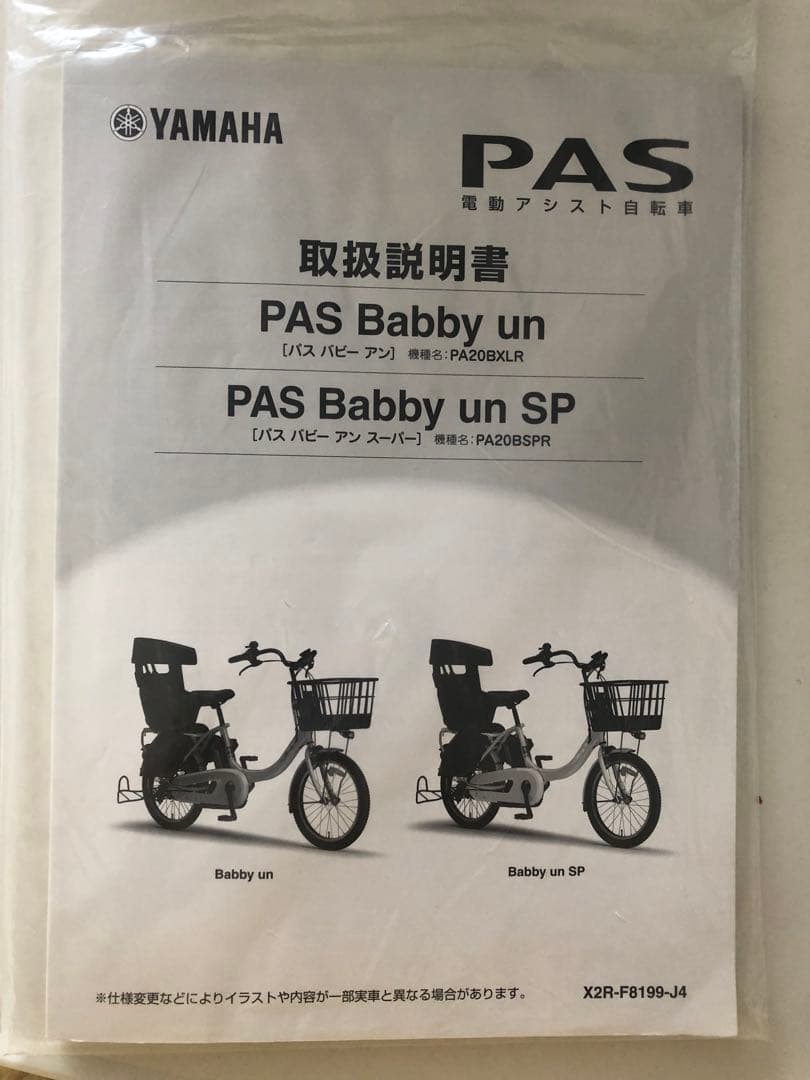 YAMAHA
PAS
電動アシスト自転車
取扱説明書
PAS Babby un
［パス バビー アン］ 機種名：PA20BXLR
PAS Babby un SP
［パス バビー アン スーパー］ 機種名：PA20BSPR
Babby un
Babby un SP
※仕様変更などによりイラストや内容が一部実車と異なる場合があります。
X2R-F8199-J4